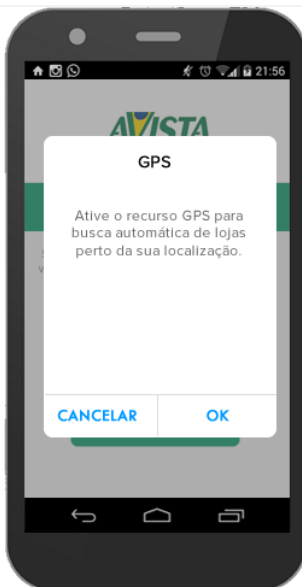 21:56
AVISTA
GPS
Ative o recurso GPS para
busca automática de lojas
perto da sua localização.
CANCELAR
OK